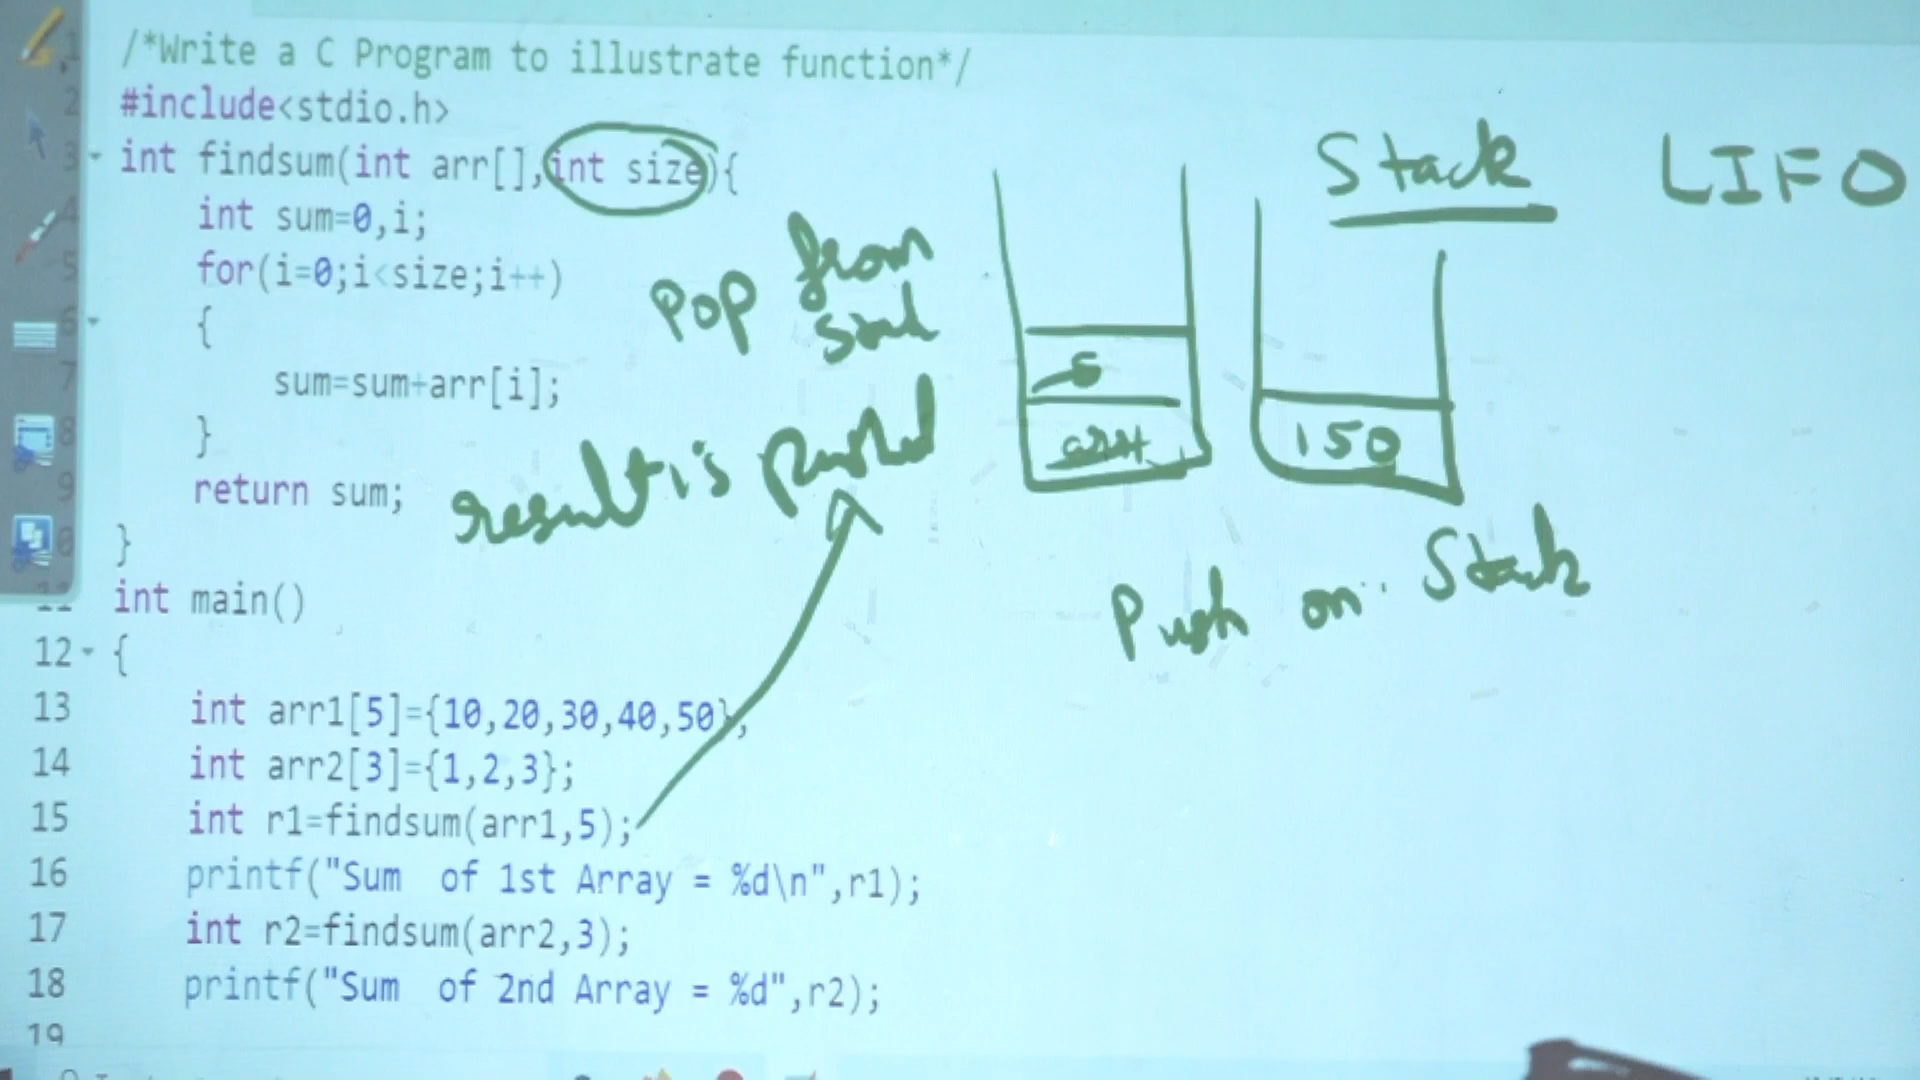 /*Write a C Program to illustrate function*/
#include<stdio.h>
int findsum(int arr[],int size){
int sum=0,i;
for(i=0;i<size;i++)
{
sum=sum+arr[i];
}
return sum;
}
int main()
12 {
13 int arr1[5]={10,20,30,40,50};
14 int arr2[3]={1,2,3};
15 int r1=findsum(arr1,5);
16 printf("Sum of 1st Array = %d\n",r1);
17 int r2=findsum(arr2,3);
18 printf("Sum of 2nd Array = %d",r2);
19
Stack LIFO
Pop from
result is pushed
5
150
Push on Stack